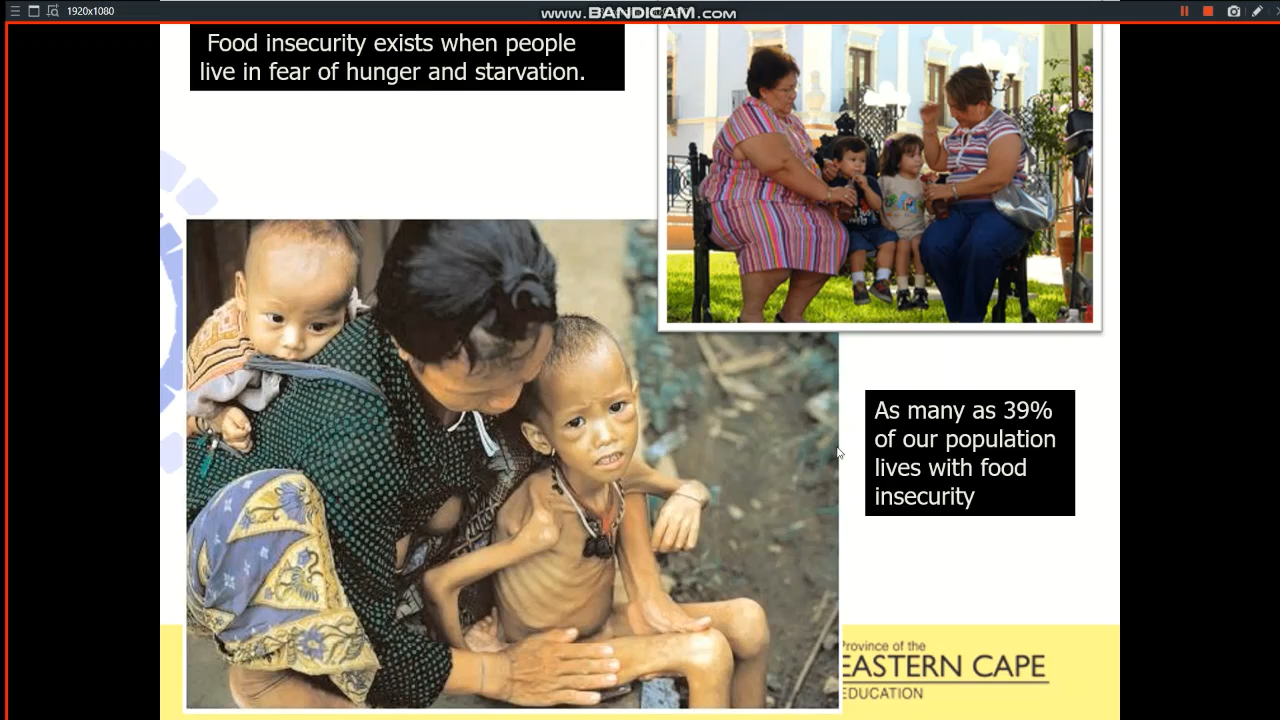 1920x1080
www.BANDICAM.com
Food insecurity exists when people
live in fear of hunger and starvation.
As many as 39%
of our population
lives with food
insecurity
Province of the
EASTERN CAPE
EDUCATION